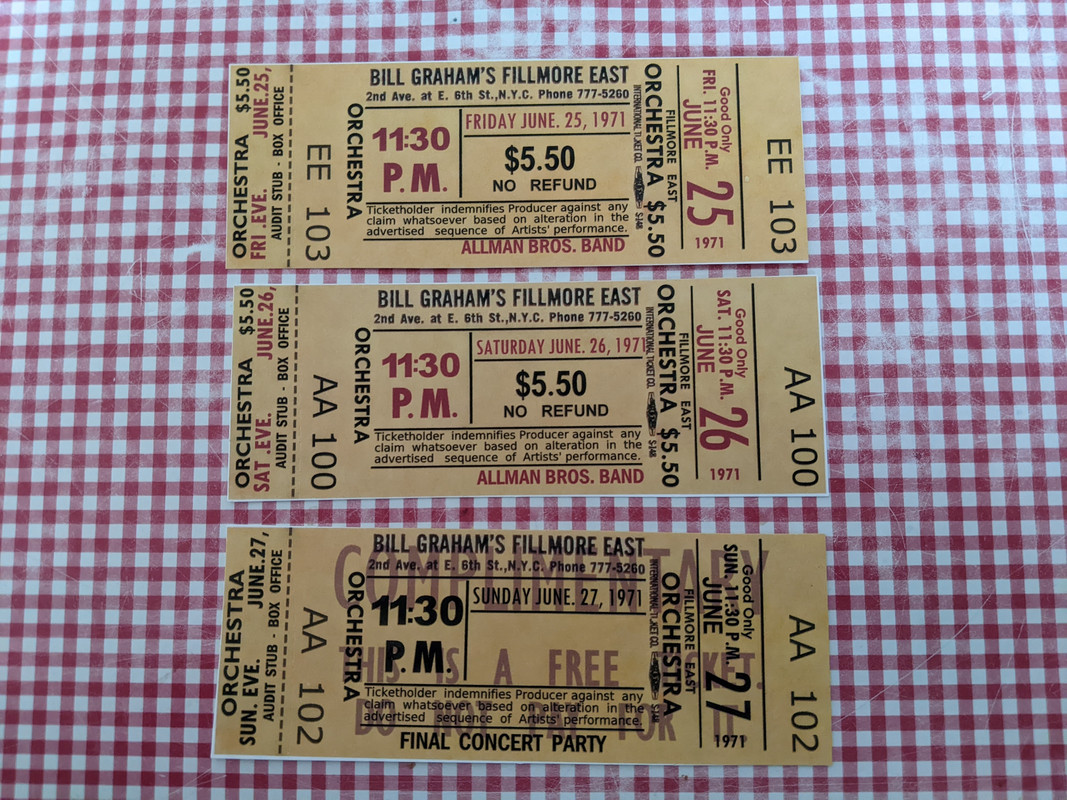 ORCHESTRA $5.50
FRI .EVE. JUNE.25,
AUDIT STUB - BOX OFFICE
EE 103
ORCHESTRA
BILL GRAHAM'S FILLMORE EAST
2nd Ave. at E. 6th St.,N.Y.C. Phone 777-5260
11:30
P.M.
FRIDAY JUNE. 25, 1971
$5.50
NO REFUND
Ticketholder indemnifies Producer against any
claim whatsoever based on alteration in the
advertised sequence of Artists' performance.
ALLMAN BROS. BAND
INTERNATIONAL TICKET CO.
ORCHESTRA $5.50
FILLMORE EAST
Good Only
FRI. 11:30 P.M.
JUNE 25
1971
EE 103
ORCHESTRA $5.50
SAT .EVE. JUNE.26,
AUDIT STUB - BOX OFFICE
AA 100
ORCHESTRA
BILL GRAHAM'S FILLMORE EAST
2nd Ave. at E. 6th St.,N.Y.C. Phone 777-5260
11:30
P.M.
SATURDAY JUNE. 26, 1971
$5.50
NO REFUND
Ticketholder indemnifies Producer against any
claim whatsoever based on alteration in the
advertised sequence of Artists' performance.
ALLMAN BROS. BAND
INTERNATIONAL TICKET CO.
ORCHESTRA $5.50
FILLMORE EAST
Good Only
SAT. 11:30 P.M.
JUNE 26
1971
AA 100
ORCHESTRA
SUN. EVE. JUNE.27,
AUDIT STUB - BOX OFFICE
AA 102
ORCHESTRA
BILL GRAHAM'S FILLMORE EAST
2nd Ave. at E. 6th St.,N.Y.C. Phone 777-5260
COMPLIMENTARY
11:30
P.M.
SUNDAY JUNE. 27, 1971
THIS IS A FREE TICKET.
DO NOT PAY FOR IT
Ticketholder indemnifies Producer against any
claim whatsoever based on alteration in the
advertised sequence of Artists' performance.
FINAL CONCERT PARTY
INTERNATIONAL TICKET CO.
ORCHESTRA
FILLMORE EAST
Good Only
SUN. 11:30 P.M.
JUNE 27
1971
AA 102